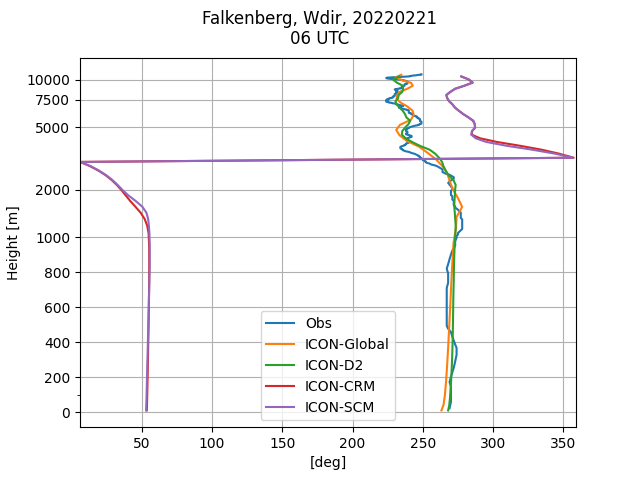 Falkenberg, Wdir, 20220221
06 UTC
10000
7500
5000
2000
1000
800
600
400
200
0
Height [m]
Obs
ICON-Global
ICON-D2
ICON-CRM
ICON-SCM
50 100 150 200 250 300 350
[deg]